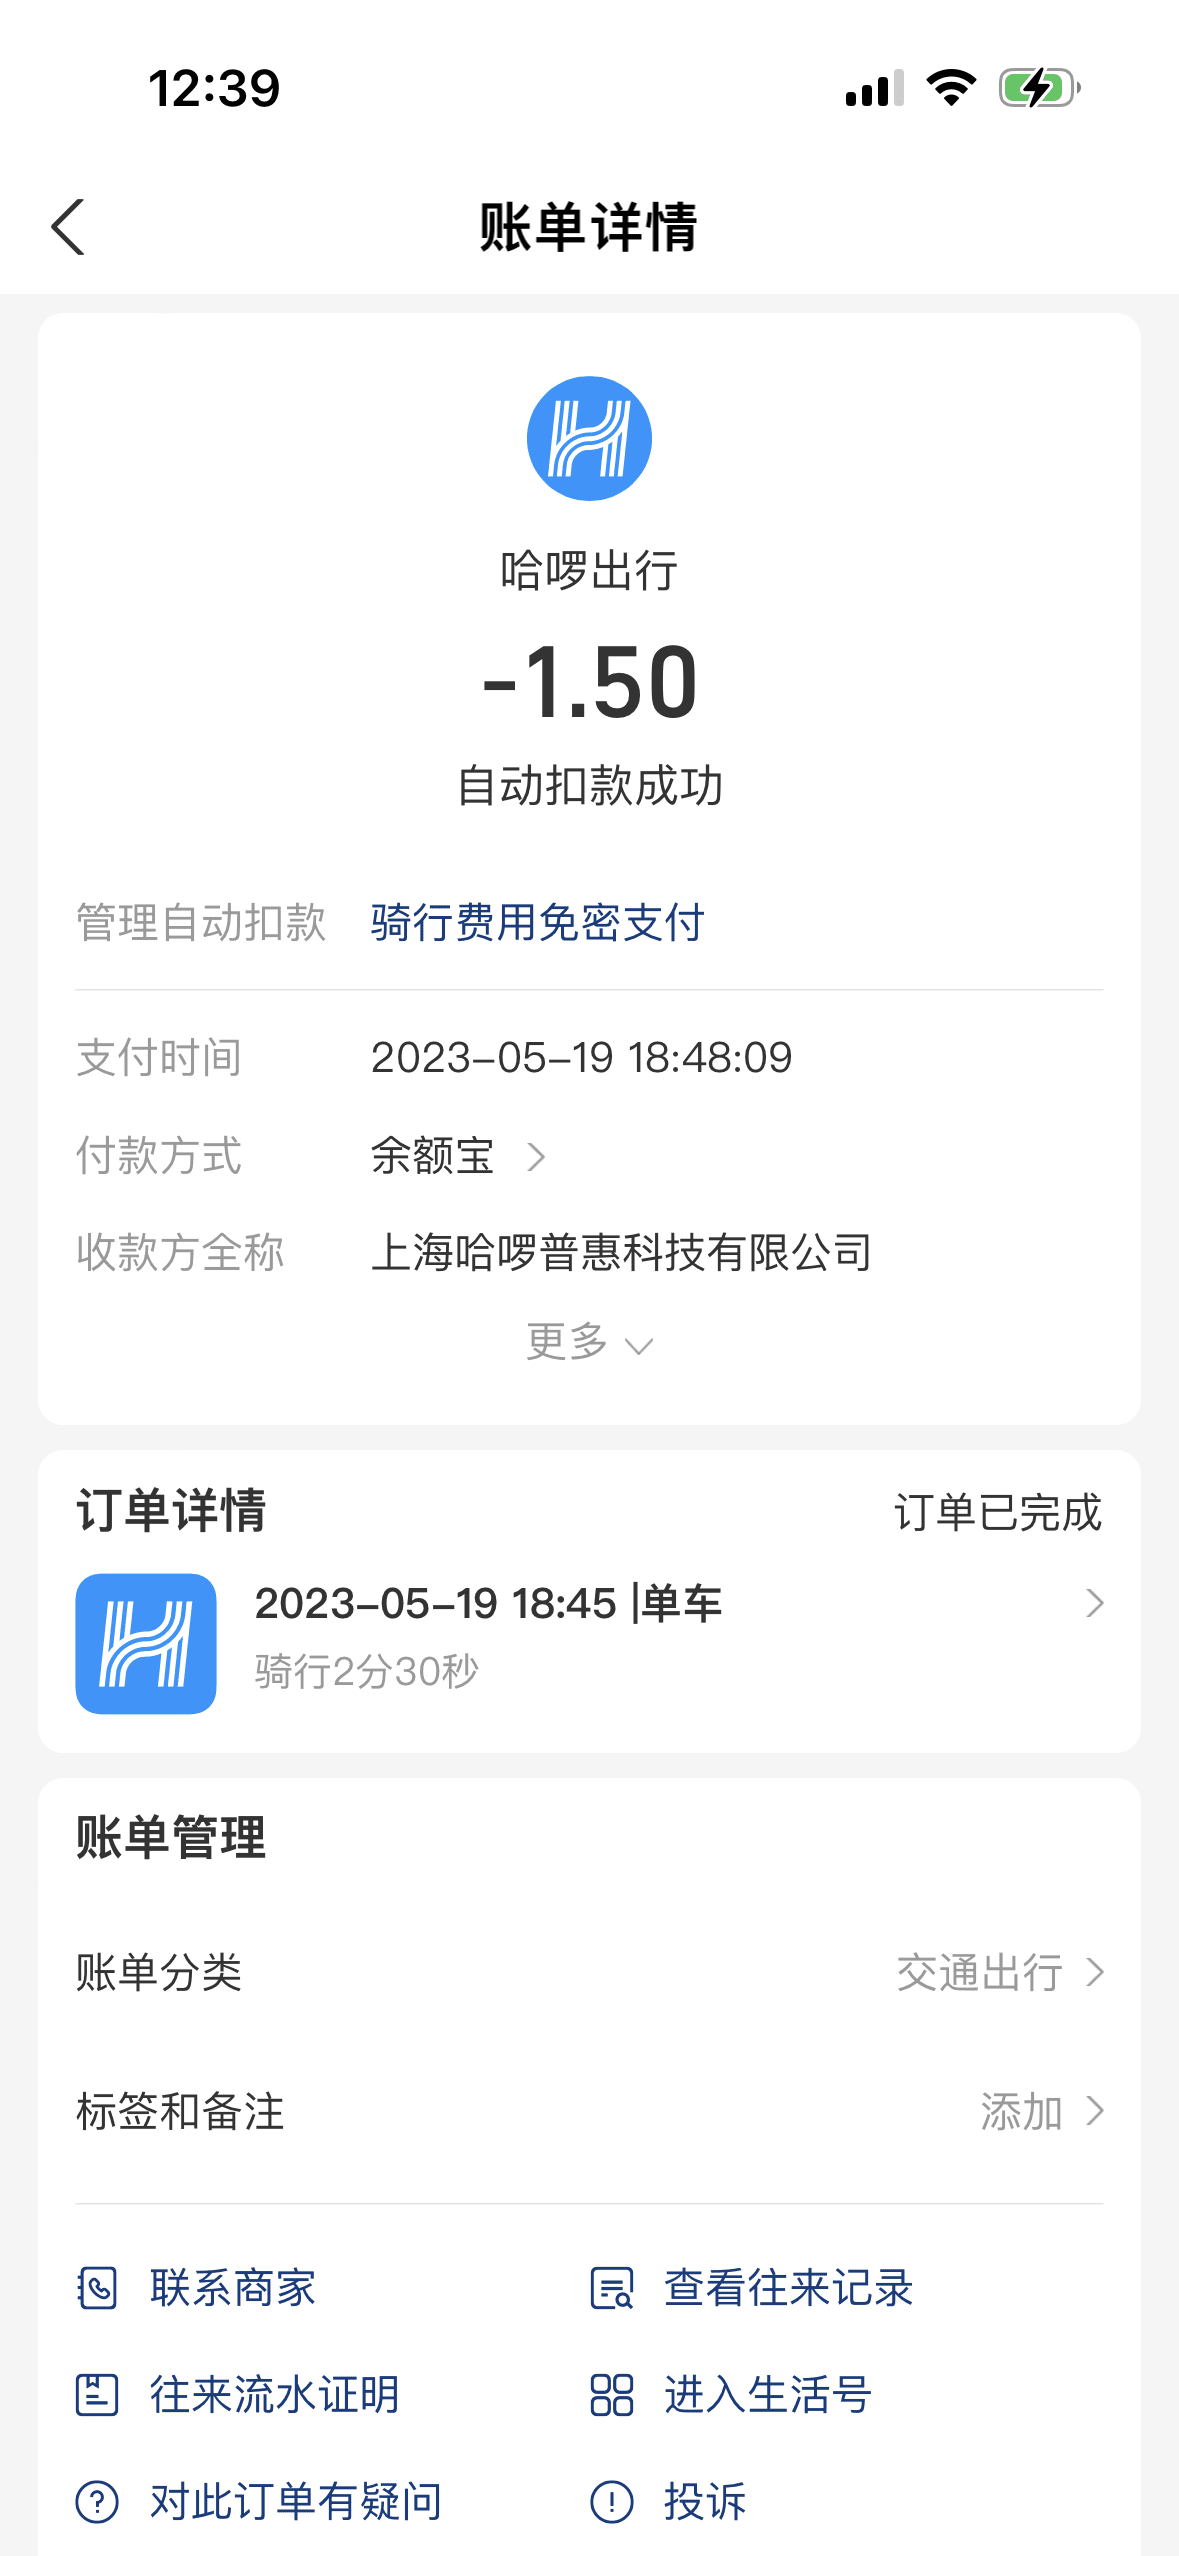 12:39
账单详情
哈啰出行
-1.50
自动扣款成功
管理自动扣款 骑行费用免密支付
支付时间 2023-05-19 18:48:09
付款方式 余额宝
收款方全称 上海哈啰普惠科技有限公司
更多
订单详情 订单已完成
2023-05-19 18:45 |单车
骑行2分30秒
账单管理
账单分类 交通出行
标签和备注 添加
联系商家 查看往来记录
往来流水证明 进入生活号
对此订单有疑问 投诉